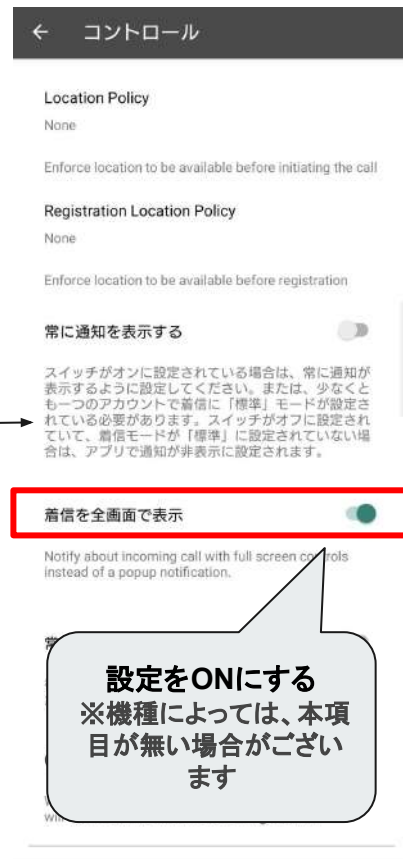 ← コントロール
Location Policy
None
Enforce location to be available before initiating the call
Registration Location Policy
None
Enforce location to be available before registration
常に通知を表示する
スイッチがオンに設定されている場合は、常に通知が
表示するように設定してください。または、少なくと
も一つのアカウントで着信に「標準」モードが設定さ
れている必要があります。スイッチがオフに設定され
ていて、着信モードが「標準」に設定されていない場
合は、アプリで通知が非表示に設定されます。
着信を全画面で表示
Notify about incoming call with full screen controls
instead of a popup notification.
設定をONにする
※機種によっては、本項
目が無い場合がござい
ます